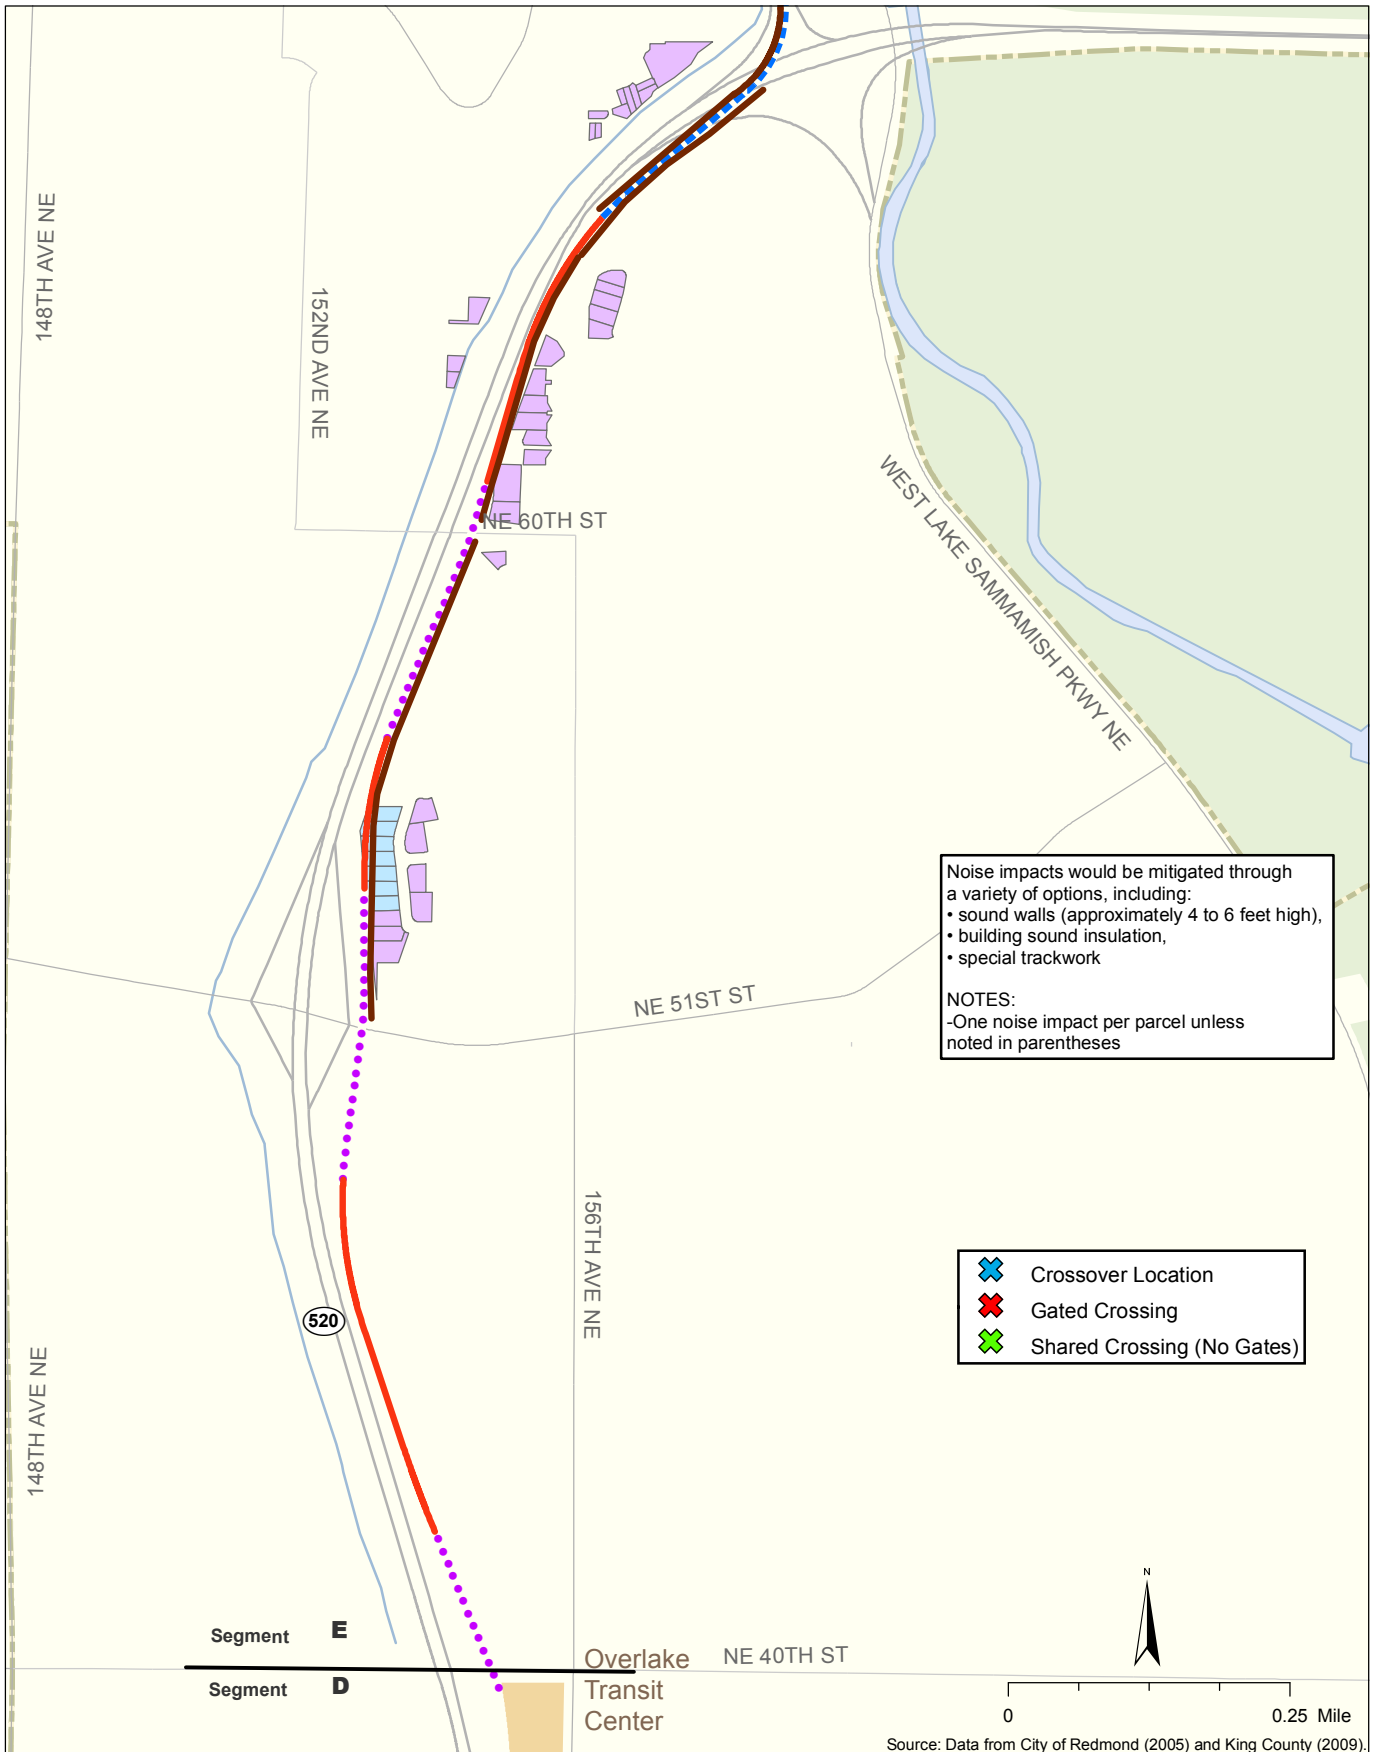 148TH AVE NE
152ND AVE NE
NE 60TH ST
WEST LAKE SAMMAMISH PKWY NE
Noise impacts would be mitigated through
a variety of options, including:
• sound walls (approximately 4 to 6 feet high),
• building sound insulation,
• special trackwork
NOTES:
-One noise impact per parcel unless
noted in parentheses
NE 51ST ST
156TH AVE NE
520
Crossover Location
Gated Crossing
Shared Crossing (No Gates)
148TH AVE NE
N
Segment E
Segment D
Overlake
Transit
Center
NE 40TH ST
0 0.25 Mile
Source: Data from City of Redmond (2005) and King County (2009).